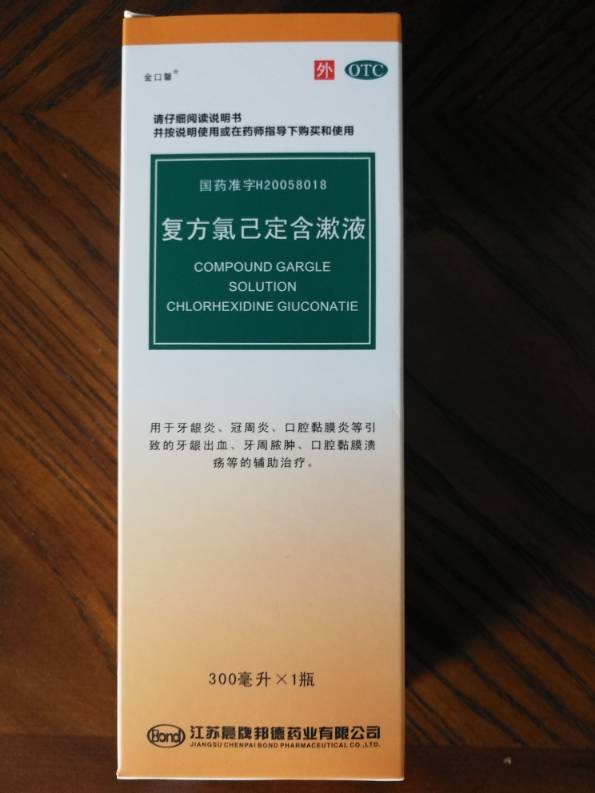 金口馨®
外 OTC
请仔细阅读说明书
并按说明使用或在药师指导下购买和使用
国药准字H20058018
复方氯己定含漱液
COMPOUND GARGLE
SOLUTION
CHLORHEXIDINE GIUCONATIE
用于牙龈炎、冠周炎、口腔黏膜炎等引
致的牙龈出血、牙周脓肿、口腔黏膜溃
疡等的辅助治疗。
300毫升×1瓶
Bond 江苏晨牌邦德药业有限公司
JIANGSU CHENPAI BOND PHARMACEUTICAL CO.,LTD.